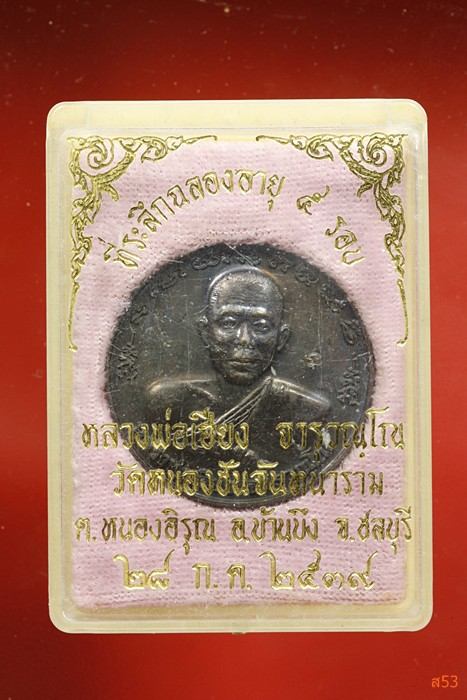 ที่ระลึกฉลองอายุ ๕ รอบ
หลวงพ่อเฮียง จารุวณฺโณ
วัดหนองชันจันทนาราม
ต.หนองอิรุณ อ.บ้านบึง จ.ชลบุรี
๒๘ ก.ค. ๒๕๓๙
ส53